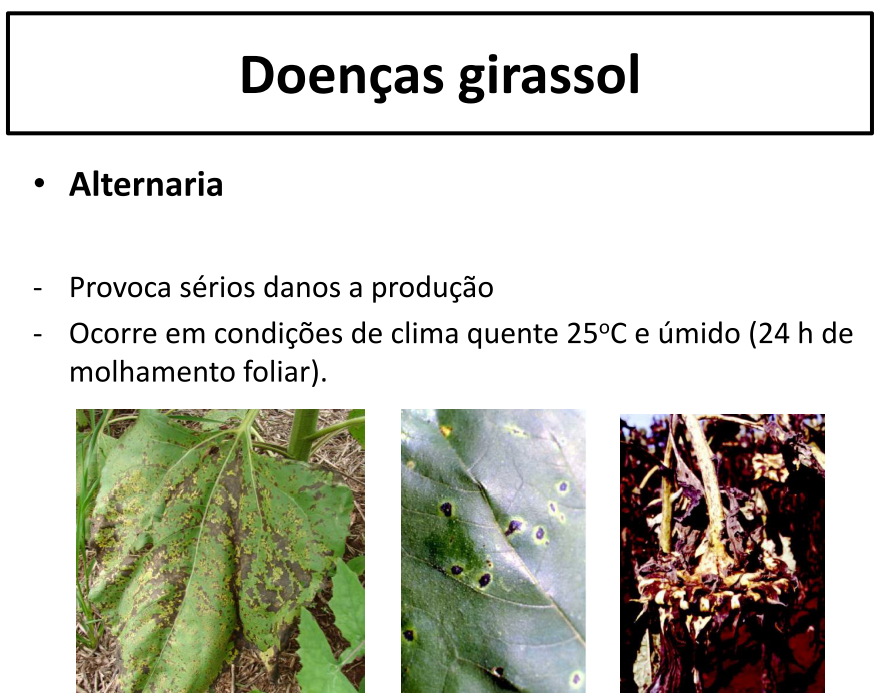 Doenças girassol
• Alternaria
- Provoca sérios danos a produção
- Ocorre em condições de clima quente 25ºC e úmido (24 h de
molhamento foliar).